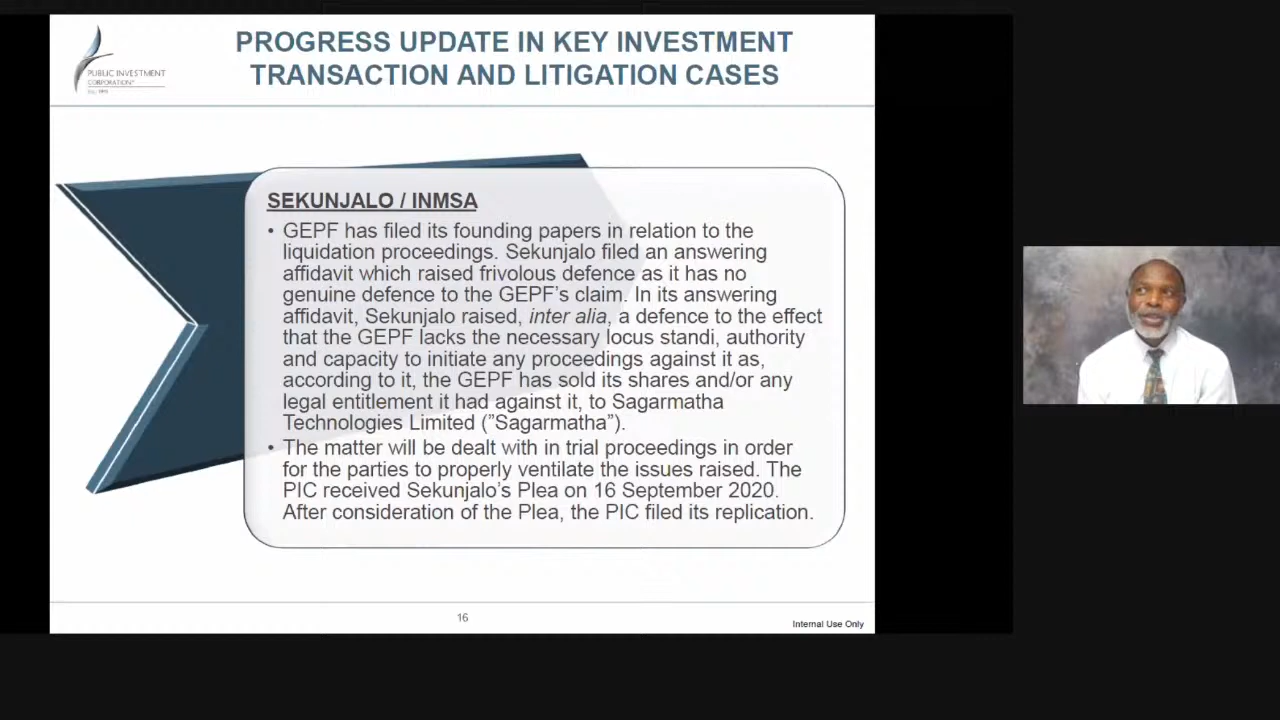 PROGRESS UPDATE IN KEY INVESTMENT
TRANSACTION AND LITIGATION CASES
PUBLIC INVESTMENT
CORPORATION
SEKUNJALO / INMSA
• GEPF has filed its founding papers in relation to the
liquidation proceedings. Sekunjalo filed an answering
affidavit which raised frivolous defence as it has no
genuine defence to the GEPF's claim. In its answering
affidavit, Sekunjalo raised, inter alia, a defence to the effect
that the GEPF lacks the necessary locus standi, authority
and capacity to initiate any proceedings against it as,
according to it, the GEPF has sold its shares and/or any
legal entitlement it had against it, to Sagarmatha
Technologies Limited ("Sagarmatha").
• The matter will be dealt with in trial proceedings in order
for the parties to properly ventilate the issues raised. The
PIC received Sekunjalo's Plea on 16 September 2020.
After consideration of the Plea, the PIC filed its replication.
16
Internal Use Only